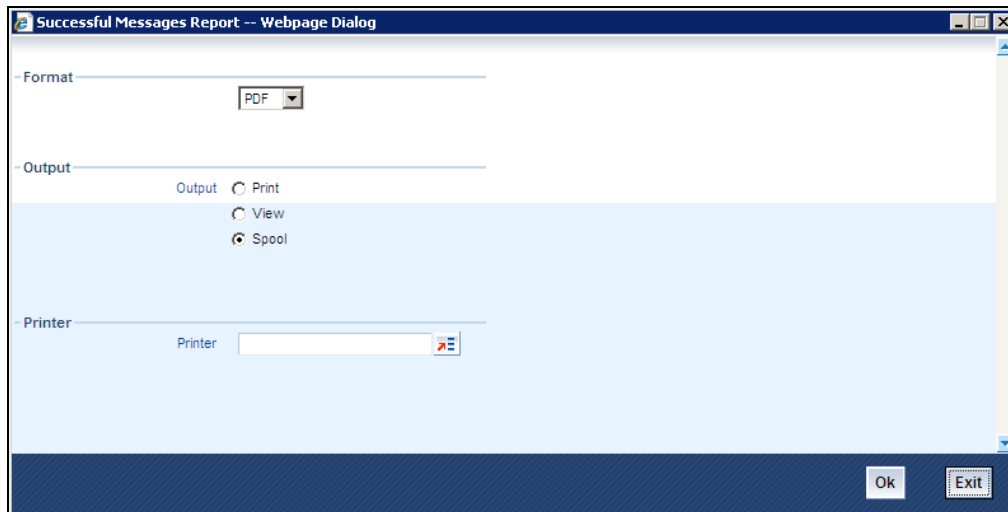 Successful Messages Report -- Webpage Dialog
Format
PDF
Output
Output Print
View
Spool
Printer
Printer
Ok Exit